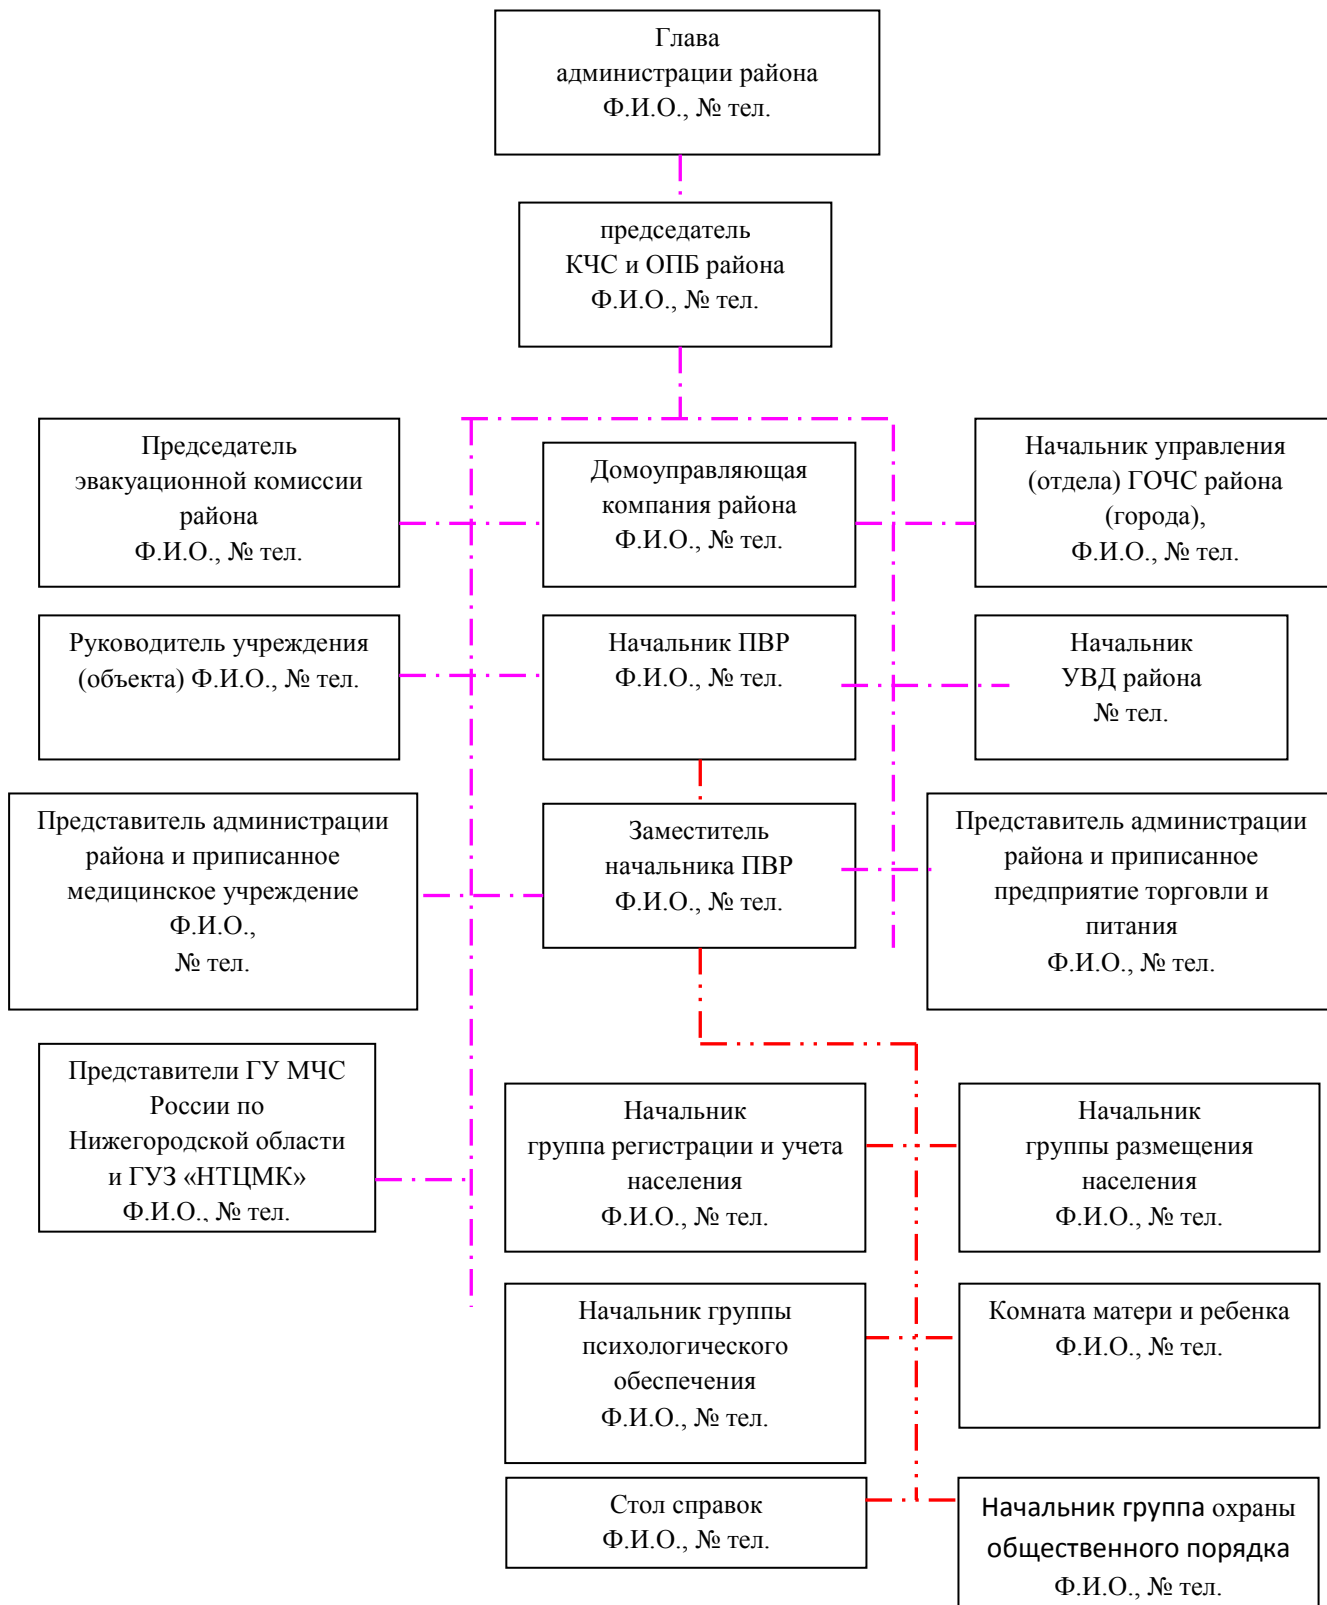 Глава
администрации района
Ф.И.О., № тел.
председатель
КЧС и ОПБ района
Ф.И.О., № тел.
Председатель
эвакуационной комиссии
района
Ф.И.О., № тел.
Домоуправляющая
компания района
Ф.И.О., № тел.
Начальник управления
(отдела) ГОЧС района
(города),
Ф.И.О., № тел.
Руководитель учреждения
(объекта) Ф.И.О., № тел.
Начальник ПВР
Ф.И.О., № тел.
Начальник
УВД района
№ тел.
Представитель администрации
района и приписанное
медицинское учреждение
Ф.И.О.,
№ тел.
Заместитель
начальника ПВР
Ф.И.О., № тел.
Представитель администрации
района и приписанное
предприятие торговли и
питания
Ф.И.О., № тел.
Представители ГУ МЧС
России по
Нижегородской области
и ГУЗ «НТЦМК»
Ф.И.О., № тел.
Начальник
группа регистрации и учета
населения
Ф.И.О., № тел.
Начальник
группы размещения
населения
Ф.И.О., № тел.
Начальник группы
психологического
обеспечения
Ф.И.О., № тел.
Комната матери и ребенка
Ф.И.О., № тел.
Стол справок
Ф.И.О., № тел.
Начальник группа охраны
общественного порядка
Ф.И.О., № тел.